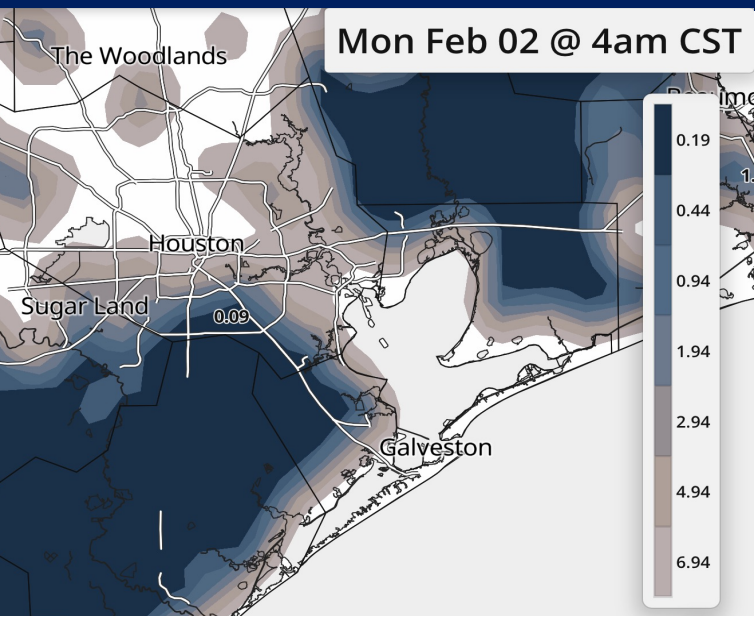 Mon Feb 02 @ 4am CST
The Woodlands
0.19
0.44
Houston
0.94
Sugar Land
0.09
1.94
2.94
Galveston
4.94
6.94